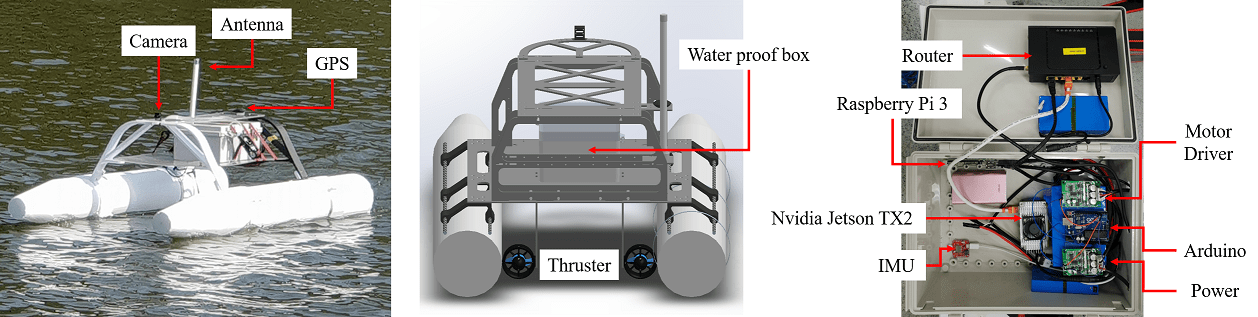 Antenna
Camera
GPS
Water proof box
Thruster
Router
Raspberry Pi 3
Motor
Driver
Nvidia Jetson TX2
Arduino
IMU
Power